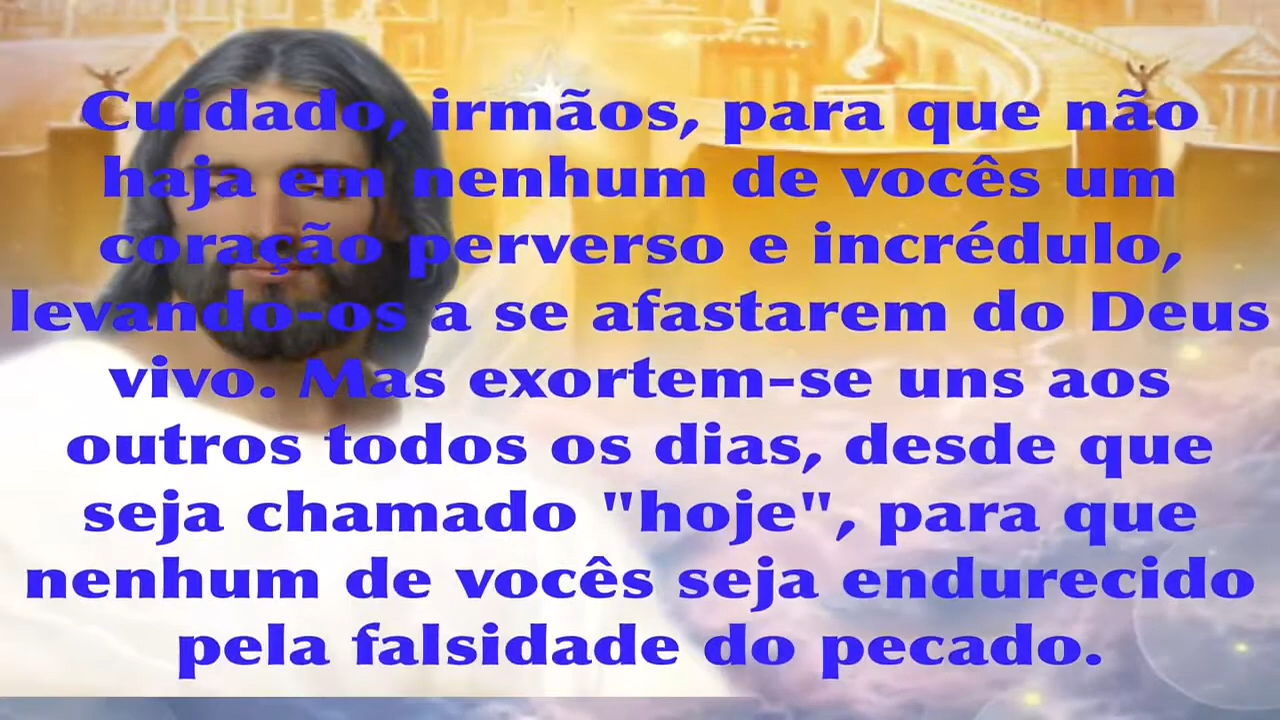 Cuidado, irmãos, para que não
haja em nenhum de vocês um
coração perverso e incrédulo,
levando-os a se afastarem do Deus
vivo. Mas exortem-se uns aos
outros todos os dias, desde que
seja chamado "hoje", para que
nenhum de vocês seja endurecido
pela falsidade do pecado.